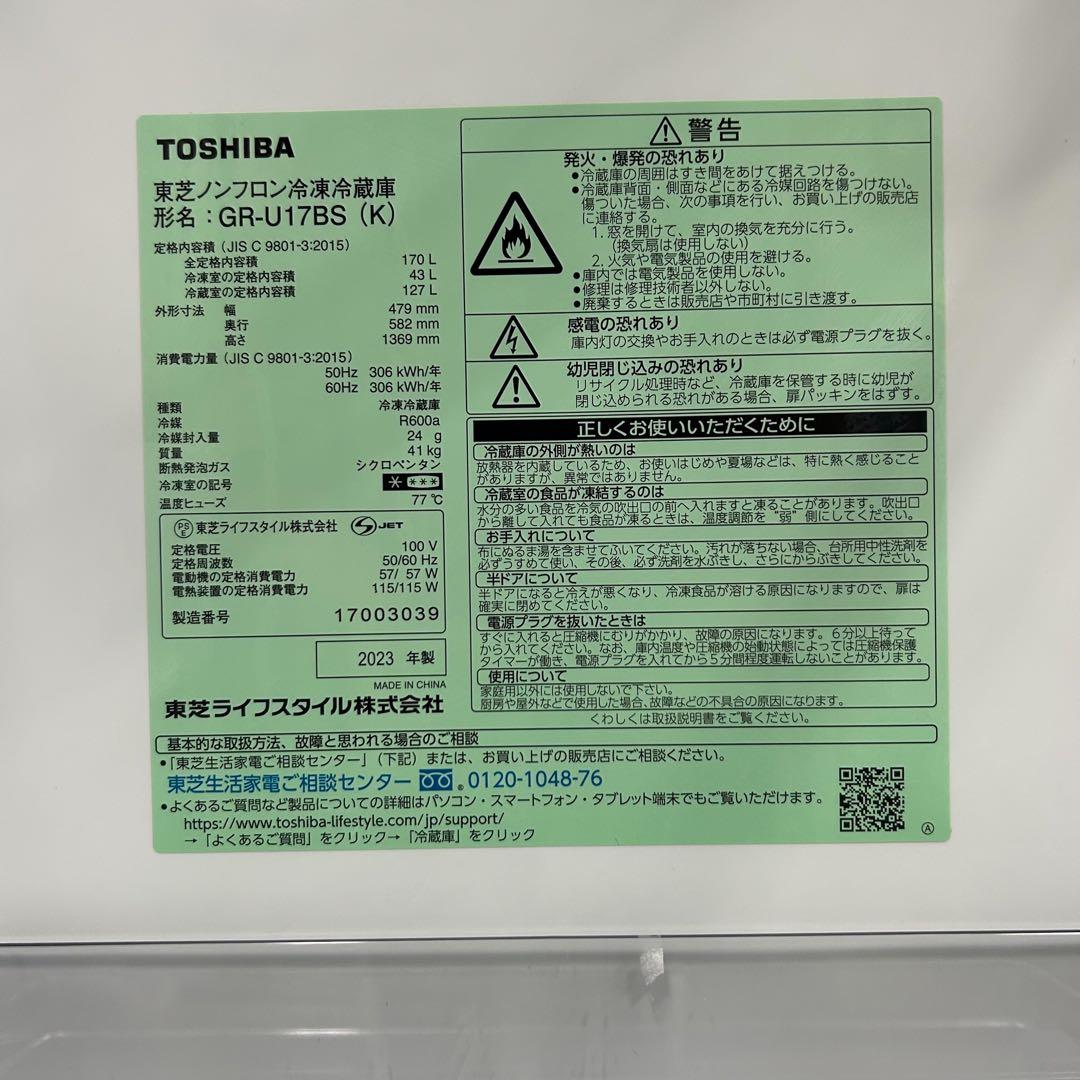 TOSHIBA
東芝ノンフロン冷凍冷蔵庫
形名：GR-U17BS（K）
定格内容積（JIS C 9801-3:2015）
全定格内容積 170 L
冷凍室の定格内容積 43 L
冷蔵室の定格内容積 127 L
外形寸法 幅 479 mm
奥行 582 mm
高さ 1369 mm
消費電力量（JIS C 9801-3:2015）
50Hz 306 kWh/年
60Hz 306 kWh/年
種類 冷凍冷蔵庫
冷媒 R600a
冷媒封入量 24 g
質量 41 kg
断熱発泡ガス シクロペンタン
冷凍室の記号 * ***
温度ヒューズ 77 ℃
PSE 東芝ライフスタイル株式会社 S JET
定格電圧 100 V
定格周波数 50/60 Hz
電動機の定格消費電力 57/ 57 W
電熱装置の定格消費電力 115/115 W
製造番号 17003039
2023 年製
MADE IN CHINA
東芝ライフスタイル株式会社
警告
発火・爆発の恐れあり
●冷蔵庫の周囲はすき間をあけて据えつける。
●冷蔵庫背面・側面などにある冷媒回路を傷つけない。
傷ついた場合、次の事項を行い、お買い上げの販売店
に連絡する。
1. 窓を開けて、室内の換気を充分に行う。
（換気扇は使用しない）
2. 火気や電気製品の使用を避ける。
●庫内では電気製品を使用しない。
●修理は修理技術者以外しない。
●廃棄するときは販売店や市町村に引き渡す。
感電の恐れあり
庫内灯の交換やお手入れのときは必ず電源プラグを抜く。
幼児閉じ込みの恐れあり
リサイクル処理時など、冷蔵庫を保管する時に幼児が
閉じ込められる恐れがある場合、扉パッキンをはずす。
正しくお使いいただくために
冷蔵庫の外側が熱いのは
放熱器を内蔵しているため、お使いはじめや夏場などは、特に熱く感じること
がありますが、異常ではありません。
冷蔵室の食品が凍結するのは
水分の多い食品を冷気の吹出口の前へ入れますと凍ることがあります。吹出口
から離して入れても食品が凍るときは、温度調節を“弱”側にしてください。
お手入れについて
布にぬるま湯を含ませてふいてください。汚れが落ちない場合、台所用中性洗剤を
必ずうすめて使い、その後、必ず洗剤を水ぶきし、さらにからぶきしてください。
半ドアについて
半ドアになると冷えが悪くなり、冷凍食品が溶ける原因になりますので、扉は
確実に閉めてください。
電源プラグを抜いたときは
すぐに入れると圧縮機にむりがかかり、故障の原因になります。6分以上待って
から入れてください。なお、庫内温度や圧縮機の始動状態によっては圧縮機保護
タイマーが働き、電源プラグを入れてから5分間程度運転しないことがあります。
使用について
家庭用以外には使用しないで下さい。
厨房や屋外などで使用した場合、故障などの不具合の原因になります。
くわしくは取扱説明書をご覧ください。
基本的な取扱方法、故障と思われる場合のご相談
●「東芝生活家電ご相談センター」（下記）または、お買い上げの販売店にご相談ください。
東芝生活家電ご相談センター 0120-1048-76
●よくあるご質問など製品についての詳細はパソコン・スマートフォン・タブレット端末でもご覧いただけます。
https://www.toshiba-lifestyle.com/jp/support/
→「よくあるご質問」をクリック→「冷蔵庫」をクリック
Ⓐ